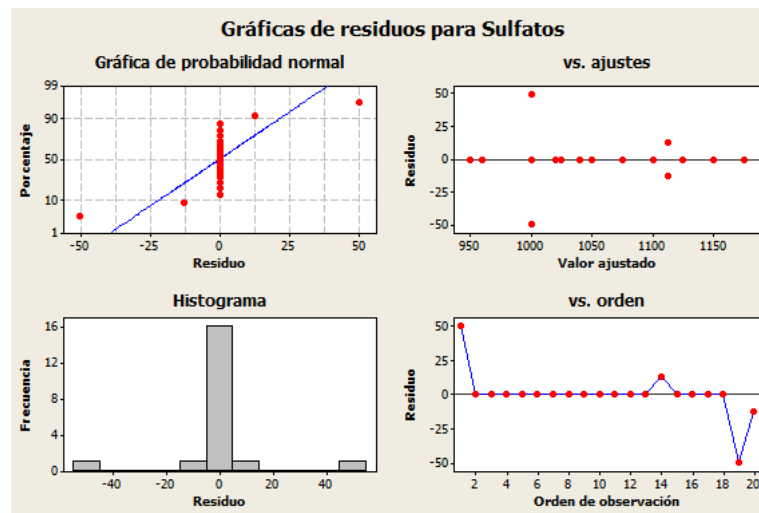 Gráficas de residuos para Sulfatos
Gráfica de probabilidad normal
99
90
50
10
1
Porcentaje
-50 -25 0 25 50
Residuo
vs. ajustes
50
25
0
-25
-50
Residuo
950 1000 1050 1100 1150
Valor ajustado
Histograma
16
12
8
4
0
Frecuencia
-40 -20 0 20 40
Residuo
vs. orden
50
25
0
-25
-50
Residuo
2 4 6 8 10 12 14 16 18 20
Orden de observación